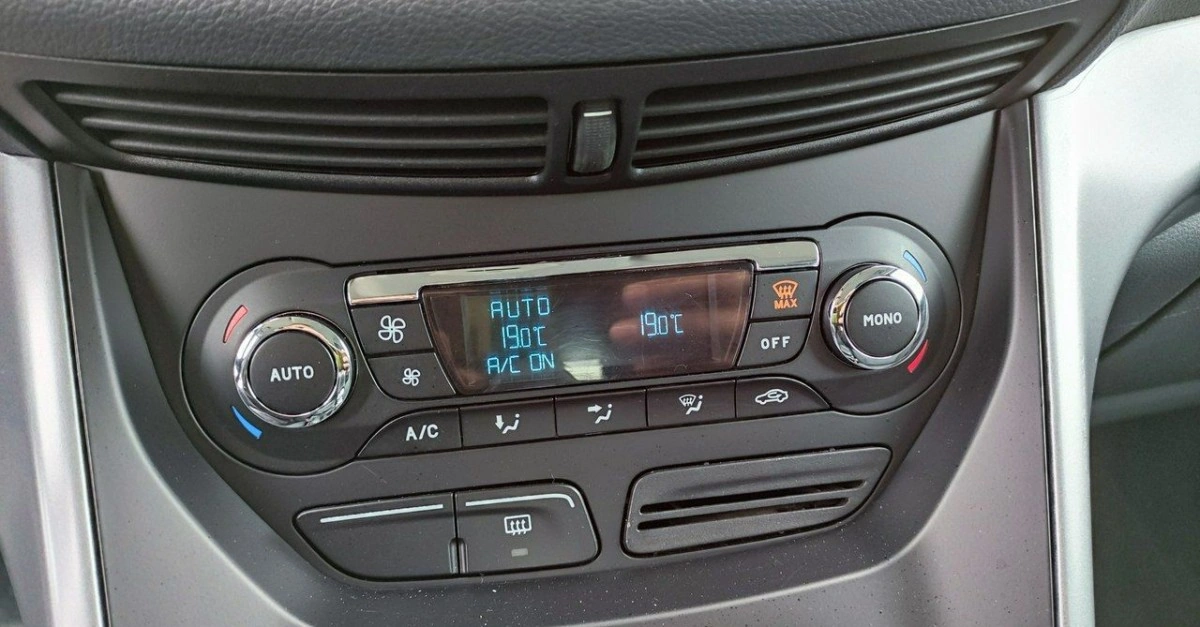 AUTO
AUTO
19.0°C
A/C ON
19.0°C
MAX
OFF
MONO
A/C